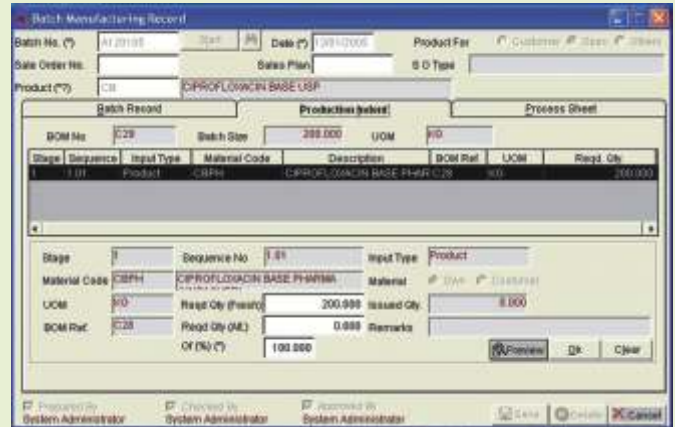 Batch Manufacturing Record
Batch No. (*) Start Date (*) Product For Customer Open Others
Sale Order No. Sales Plan S O Type
Product (*?) CB CIPROFLOXACIN BASE USP
Batch Record Production Indent Process Sheet
BOM No C28 Batch Size 200.000 UOM KG
Stage Sequence Input Type Material Code Description BOM Ref. UOM Reqd. Qty
1 1.01 Product CBPH CIPROFLOXACIN BASE PHAR C28 KG 200.000
Stage 1 Sequence No 1.01 Input Type Product
Material Code CBPH CIPROFLOXACIN BASE PHARMA Material Own Customer
UOM KG Reqd Qty (Fresh) 200.000 Issued Qty. 0.000
BOM Ref. C28 Reqd Qty (ML) 0.000 Remarks
Of (%) (*) 100.000 Preview Ok Clear
Prepared By Checked By Approved By
System Administrator System Administrator System Administrator Save Delete Cancel